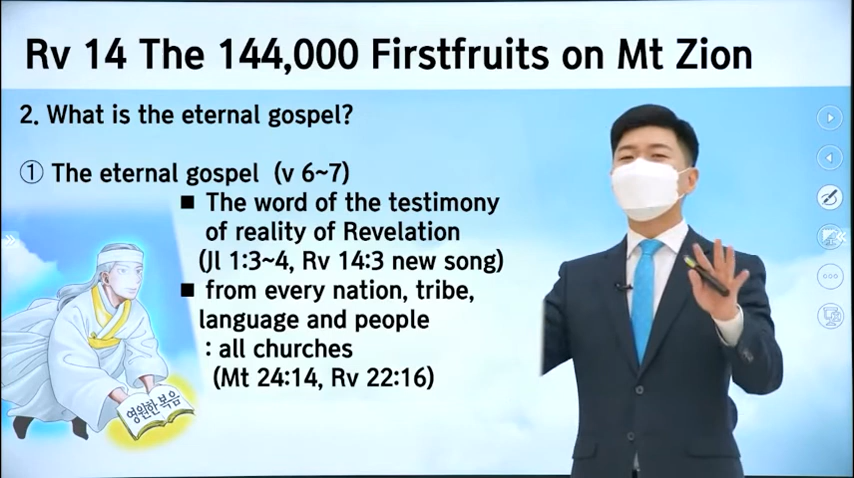 Rv 14 The 144,000 Firstfruits on Mt Zion
2. What is the eternal gospel?
① The eternal gospel (v 6~7)
■ The word of the testimony
of reality of Revelation
(Jl 1:3~4, Rv 14:3 new song)
■ from every nation, tribe,
language and people
: all churches
(Mt 24:14, Rv 22:16)
영원한 복음